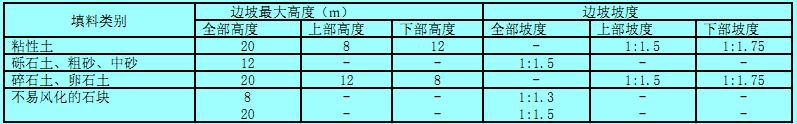 填料类别 边坡最大高度（m） 边坡坡度
全部高度 上部高度 下部高度 全部坡度 上部坡度 下部坡度
粘性土 20 8 12 - 1:1.5 1:1.75
砾石土、粗砂、中砂 12 - - 1:1.5 - -
碎石土、卵石土 20 12 8 - 1:1.5 1:1.75
不易风化的石块 8 - - 1:1.3 - -
20 - - 1:1.5 - -